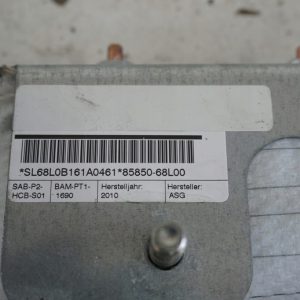 *SL68L0B161A0461*85850-68L00
SAB-P2- BAM-PT1- Herstelljahr: Hersteller:
HCB-S01 1690 2010 ASG